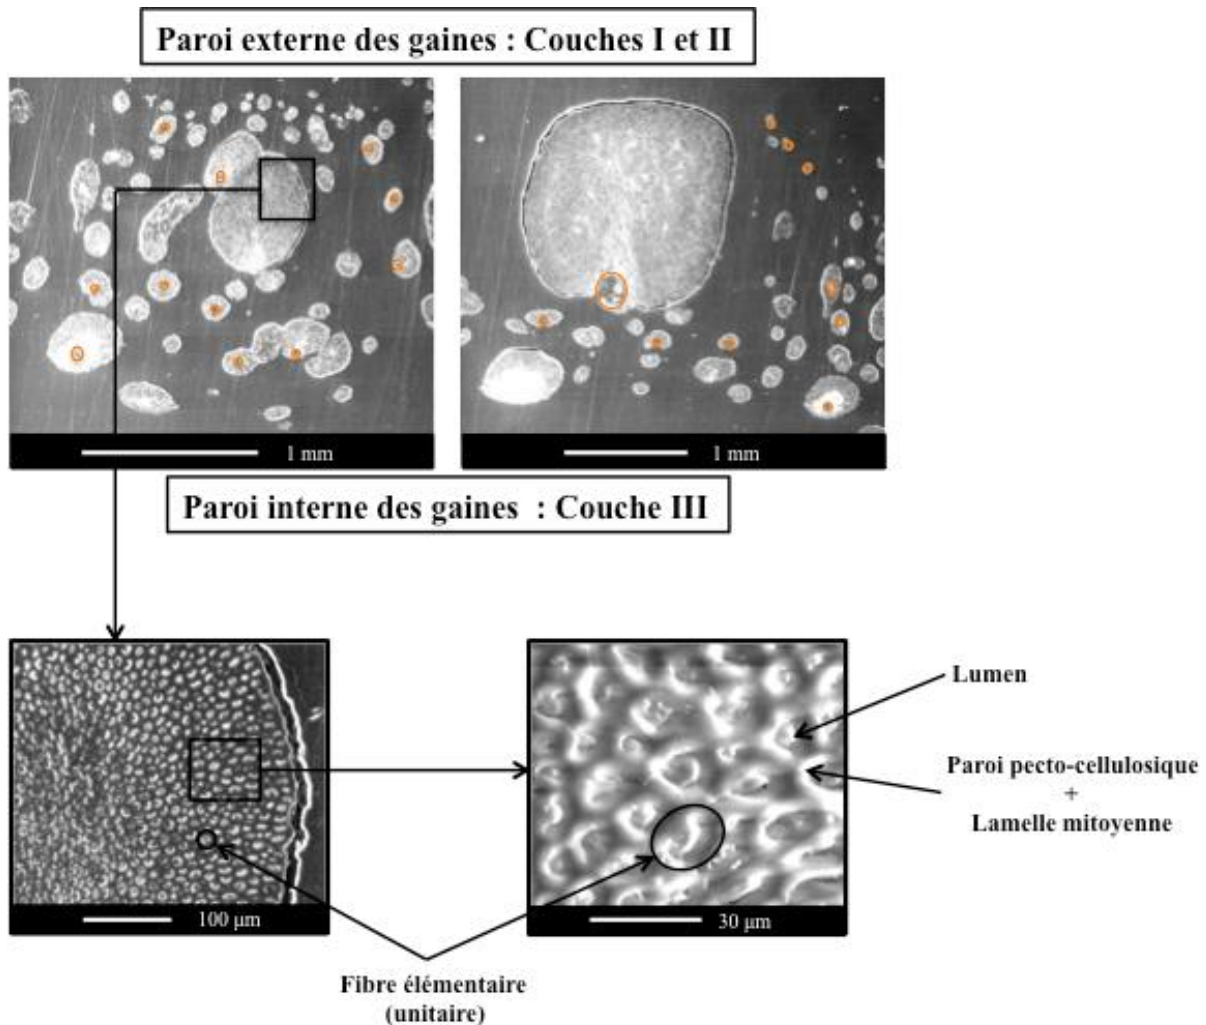 Paroi externe des gaines : Couches I et II
1 mm
1 mm
Paroi interne des gaines : Couche III
Lumen
Paroi pecto-cellulosique
+
Lamelle mitoyenne
100 μm
30 μm
Fibre élémentaire
(unitaire)